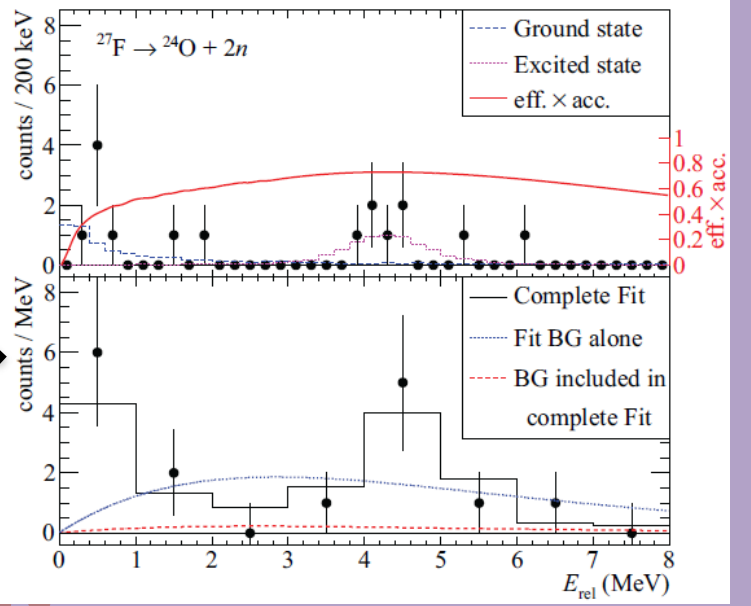 8
6
4
2
0
counts / 200 keV
²⁷F → ²⁴O + 2n
Ground state
Excited state
eff. × acc.
1
0.8
0.6
0.4
0.2
0
eff. × acc.
8
6
4
2
0
counts / MeV
Complete Fit
Fit BG alone
BG included in
complete Fit
0 1 2 3 4 5 6 7 8
E_rel (MeV)